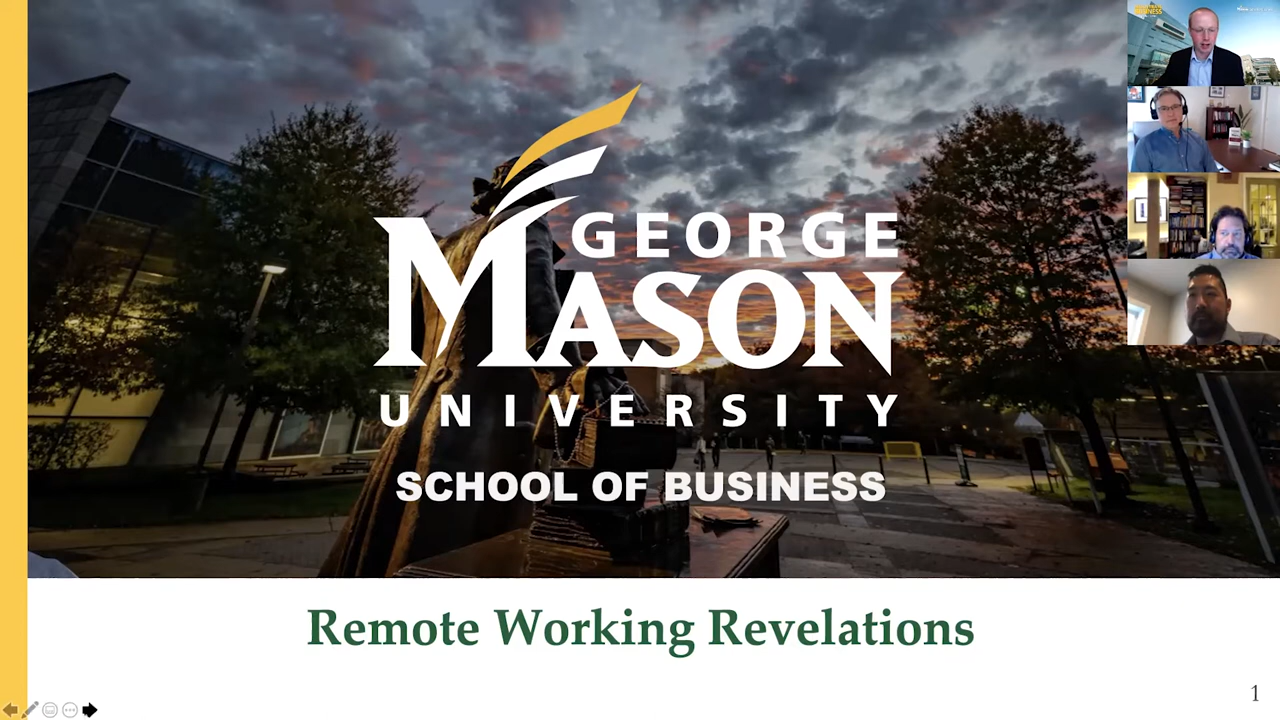 GEORGE
MASON
UNIVERSITY
SCHOOL OF BUSINESS
Remote Working Revelations
1